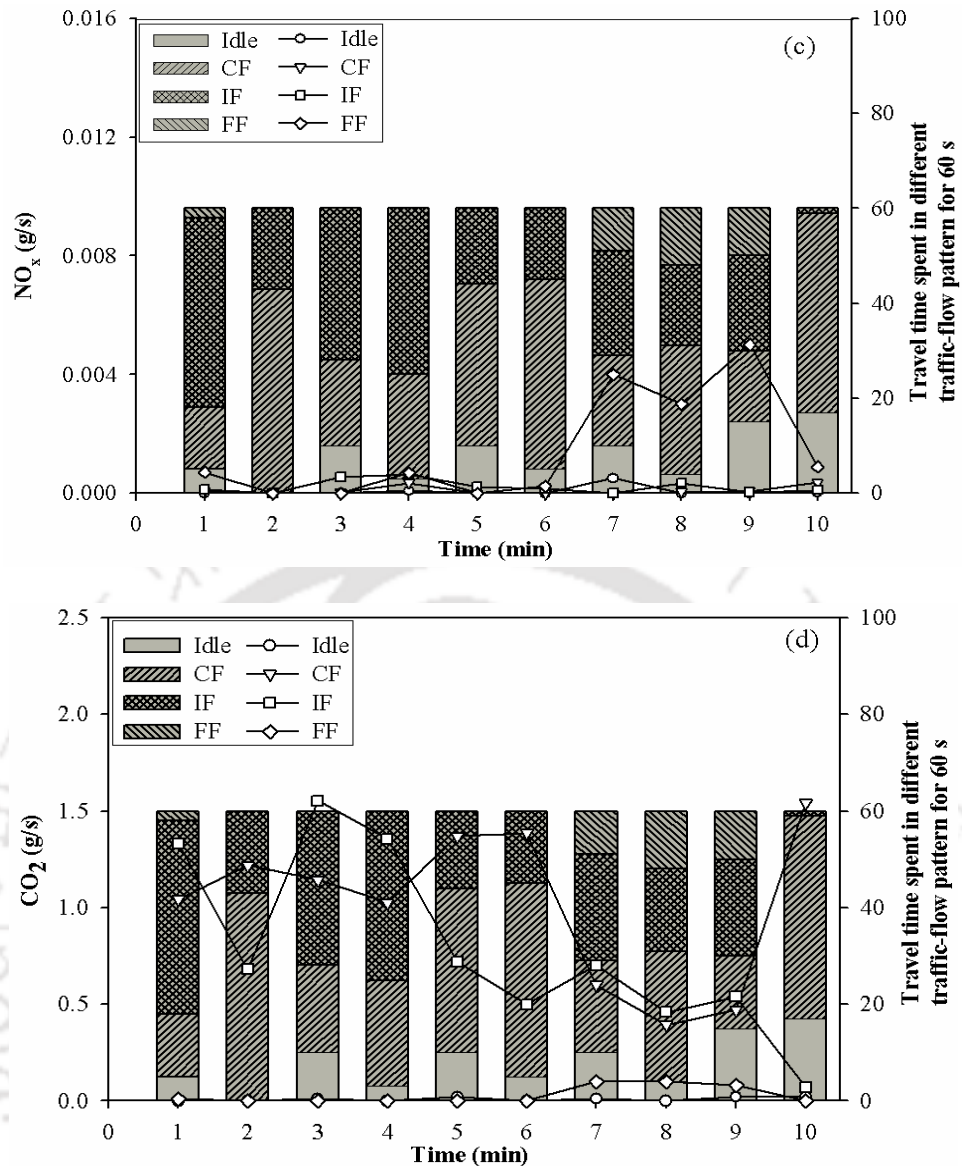 0.016
0.012
0.008
0.004
0.000
NOx (g/s)
Idle Idle
CF CF
IF IF
FF FF
(c)
100
80
60
40
20
0
Travel time spent in different
traffic-flow pattern for 60 s
0 1 2 3 4 5 6 7 8 9 10
Time (min)
2.5
2.0
1.5
1.0
0.5
0.0
CO2 (g/s)
Idle Idle
CF CF
IF IF
FF FF
(d)
100
80
60
40
20
0
Travel time spent in different
traffic-flow pattern for 60 s
0 1 2 3 4 5 6 7 8 9 10
Time (min)